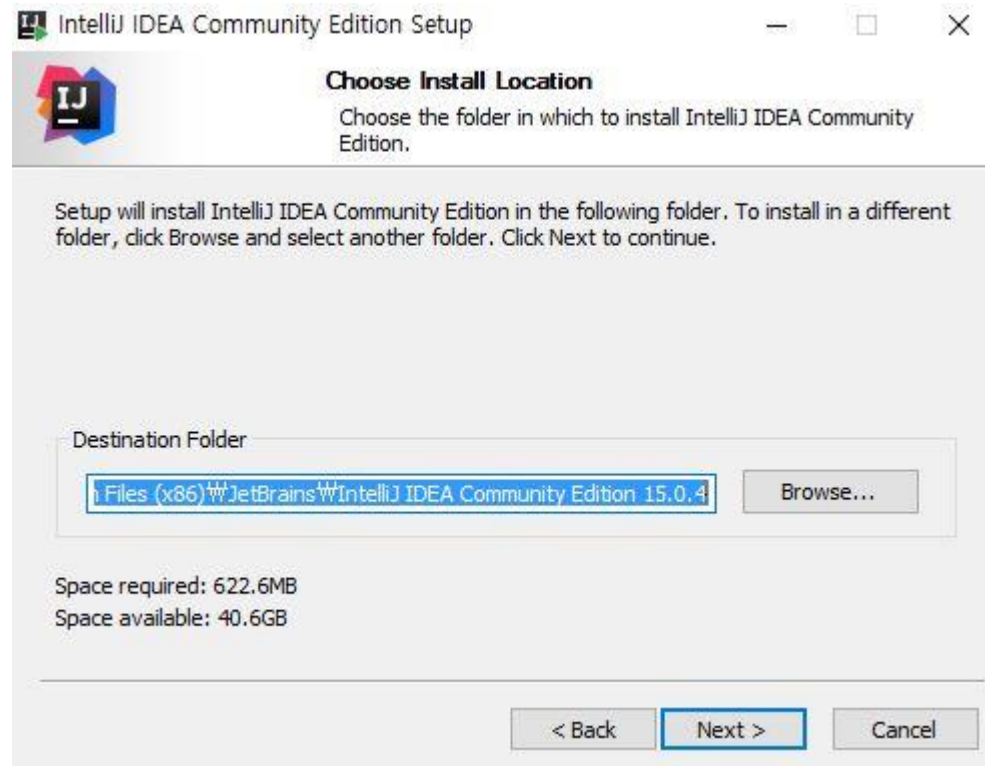 IntelliJ IDEA Community Edition Setup
IJ
Choose Install Location
Choose the folder in which to install IntelliJ IDEA Community
Edition.
Setup will install IntelliJ IDEA Community Edition in the following folder. To install in a different
folder, click Browse and select another folder. Click Next to continue.
Destination Folder
Files (x86)₩JetBrains₩IntelliJ IDEA Community Edition 15.0.4
Browse...
Space required: 622.6MB
Space available: 40.6GB
< Back
Next >
Cancel